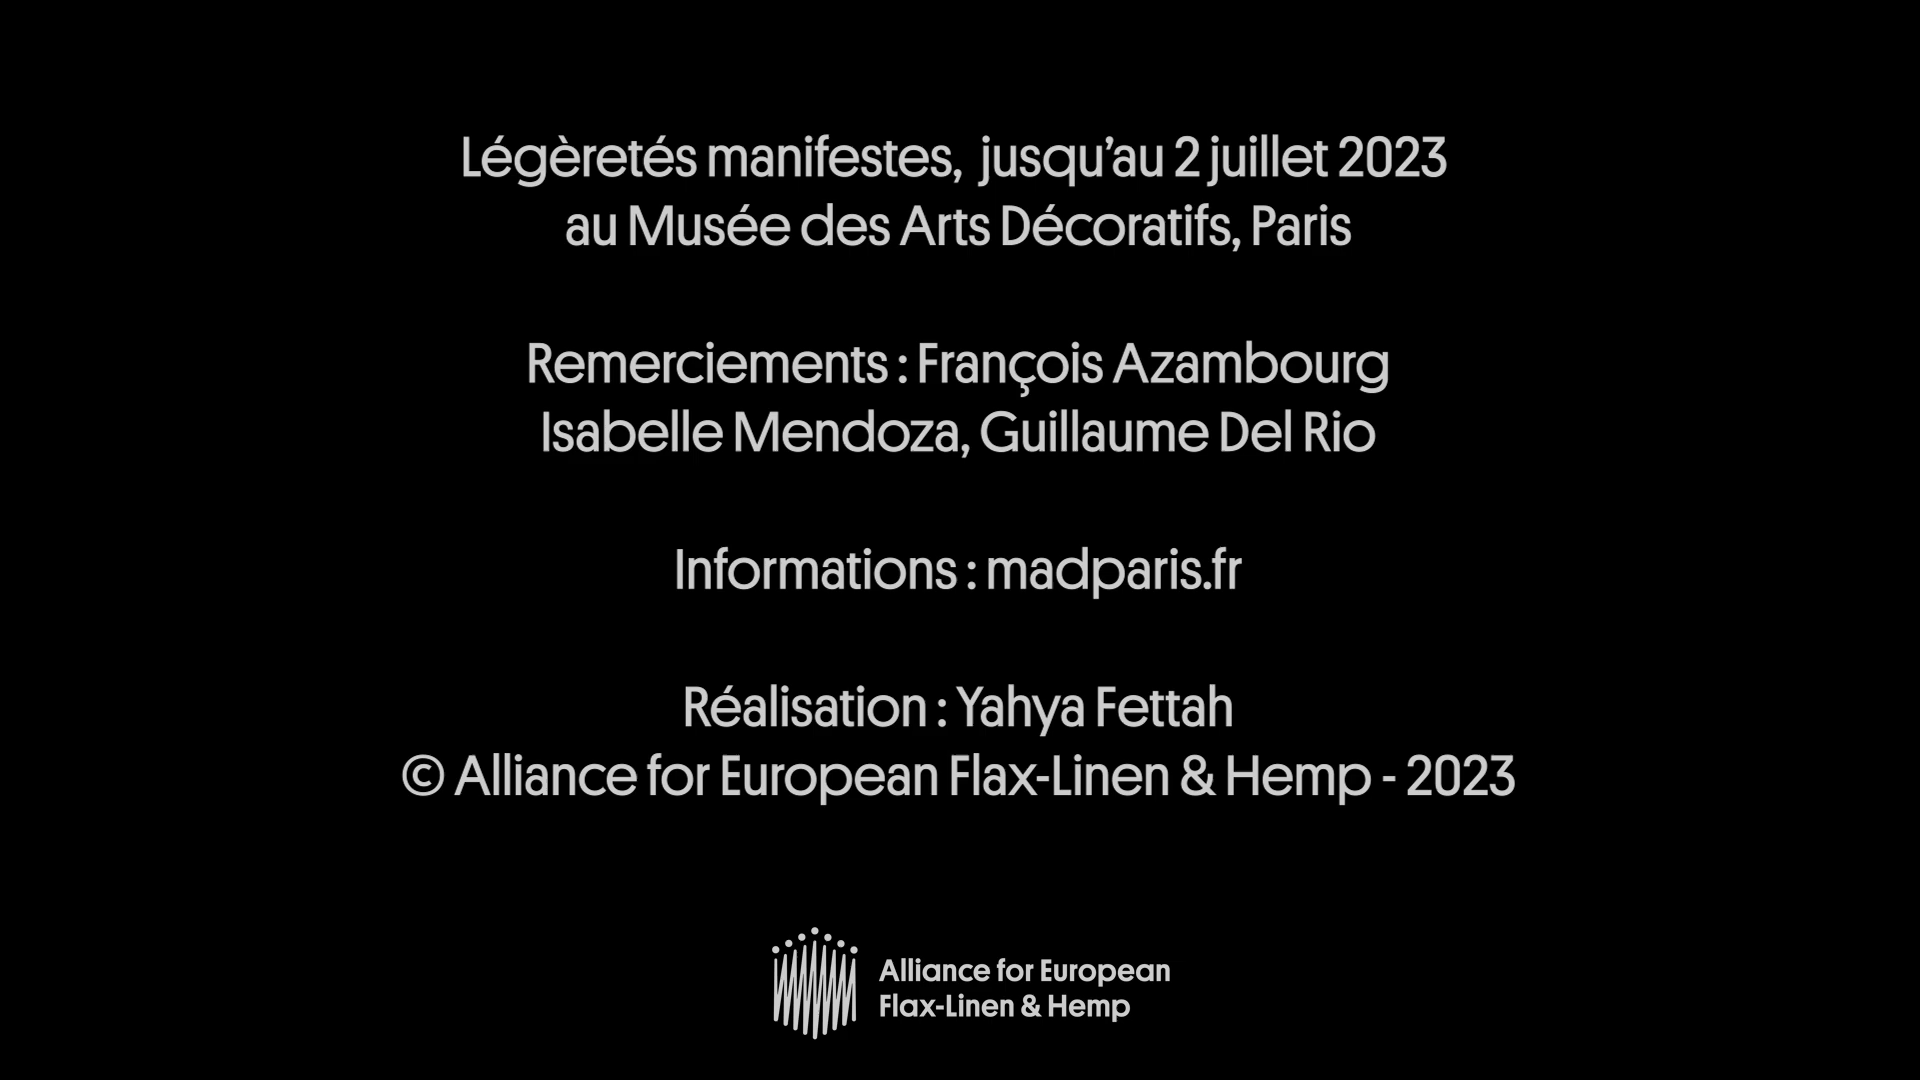 Légèretés manifestes, jusqu’au 2 juillet 2023
au Musée des Arts Décoratifs, Paris
Remerciements : François Azambourg
Isabelle Mendoza, Guillaume Del Rio
Informations : madparis.fr
Réalisation : Yahya Fettah
© Alliance for European Flax-Linen & Hemp - 2023
Alliance for European
Flax-Linen & Hemp